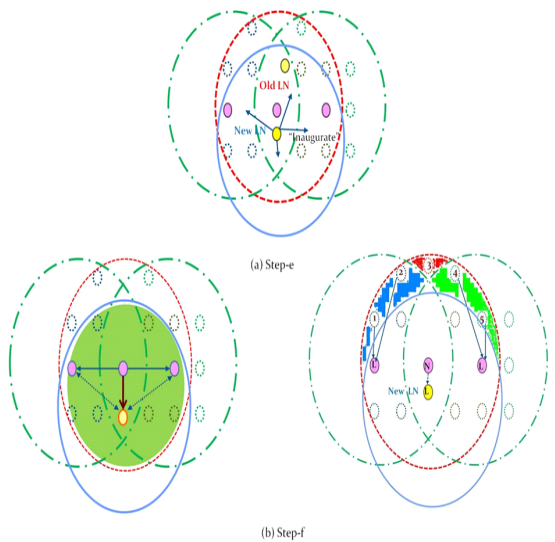 Old LN
New LN
"Inaugurate"
(a) Step-e
3
2
4
1
5
L
N
L
New LN
L
(b) Step-f